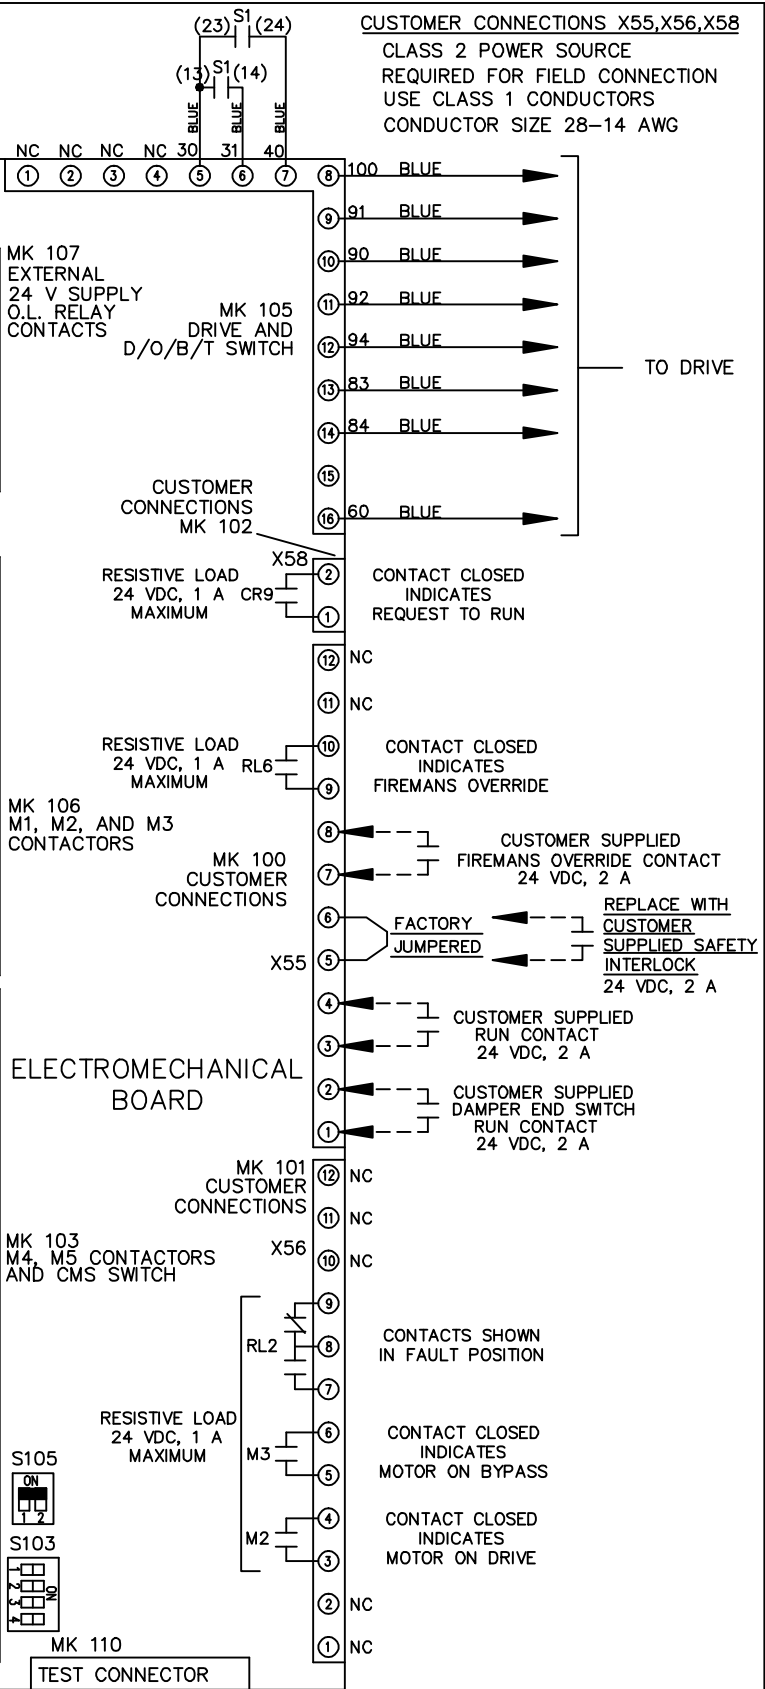 CUSTOMER CONNECTIONS X55,X56,X58
CLASS 2 POWER SOURCE
REQUIRED FOR FIELD CONNECTION
USE CLASS 1 CONDUCTORS
CONDUCTOR SIZE 28-14 AWG
(23) S1 (24)
(13) S1 (14)
BLUE BLUE BLUE
NC NC NC NC 30 31 40
1 2 3 4 5 6 7 8 100 BLUE
9 91 BLUE
10 90 BLUE
11 92 BLUE
12 94 BLUE
13 83 BLUE
14 84 BLUE
15
16 60 BLUE
TO DRIVE
MK 107
EXTERNAL
24 V SUPPLY
O.L. RELAY
CONTACTS
MK 105
DRIVE AND
D/O/B/T SWITCH
CUSTOMER
CONNECTIONS
MK 102
X58
2
1
RESISTIVE LOAD
24 VDC, 1 A CR9
MAXIMUM
CONTACT CLOSED
INDICATES
REQUEST TO RUN
12 NC
11 NC
10
9
RESISTIVE LOAD
24 VDC, 1 A RL6
MAXIMUM
CONTACT CLOSED
INDICATES
FIREMANS OVERRIDE
MK 106
M1, M2, AND M3
CONTACTORS
MK 100
CUSTOMER
CONNECTIONS
X55
8
7
CUSTOMER SUPPLIED
FIREMANS OVERRIDE CONTACT
24 VDC, 2 A
6
5
FACTORY
JUMPERED
REPLACE WITH
CUSTOMER
SUPPLIED SAFETY
INTERLOCK
24 VDC, 2 A
4
3
CUSTOMER SUPPLIED
RUN CONTACT
24 VDC, 2 A
ELECTROMECHANICAL
BOARD
2
1
CUSTOMER SUPPLIED
DAMPER END SWITCH
RUN CONTACT
24 VDC, 2 A
MK 101
CUSTOMER
CONNECTIONS
X56
12 NC
11 NC
10 NC
MK 103
M4, M5 CONTACTORS
AND CMS SWITCH
9
RL2 8
7
CONTACTS SHOWN
IN FAULT POSITION
RESISTIVE LOAD
24 VDC, 1 A
MAXIMUM
6
M3
5
CONTACT CLOSED
INDICATES
MOTOR ON BYPASS
4
M2
3
CONTACT CLOSED
INDICATES
MOTOR ON DRIVE
2 NC
1 NC
S105
ON
1 2
S103
1
2
3
4
ON
MK 110
TEST CONNECTOR